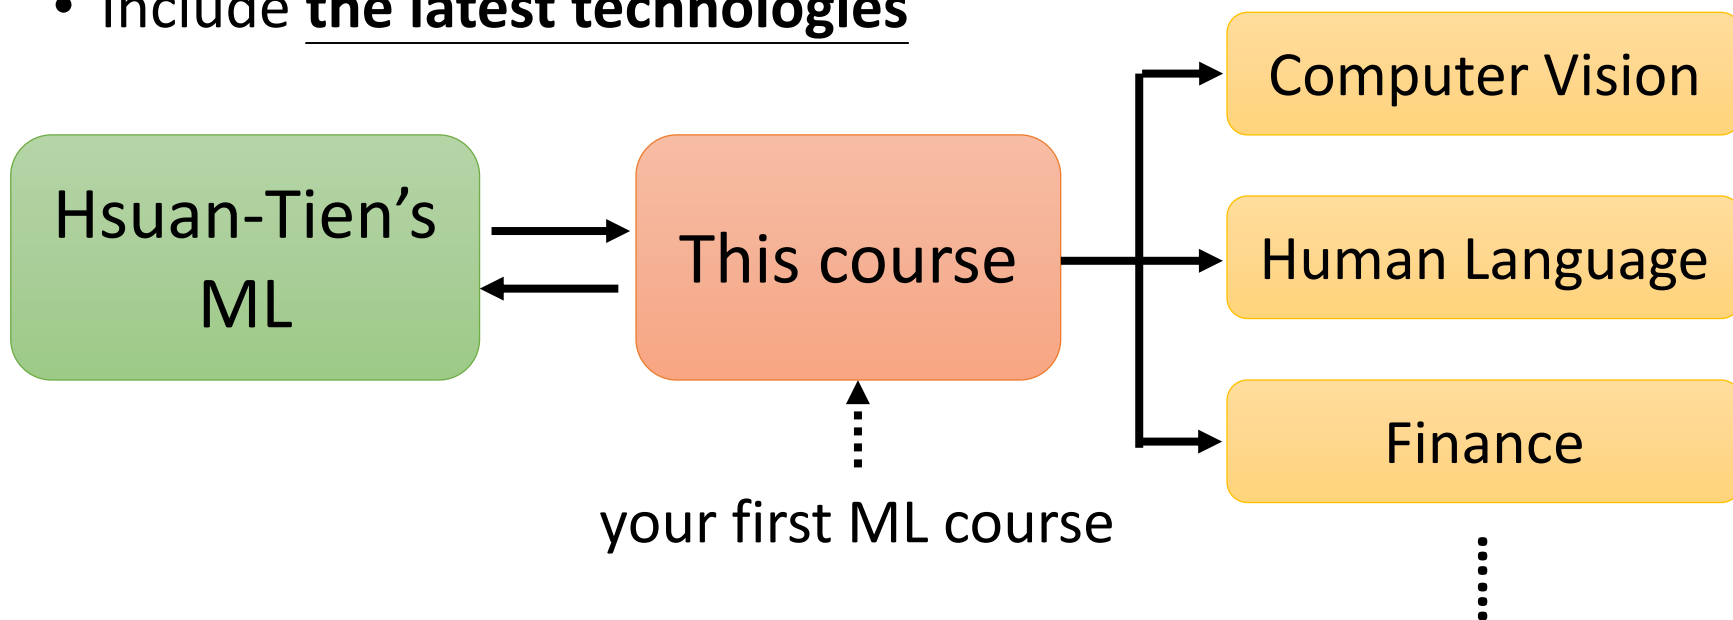 • Include the latest technologies
Computer Vision
Hsuan-Tien’s
ML
This course
Human Language
Finance
your first ML course